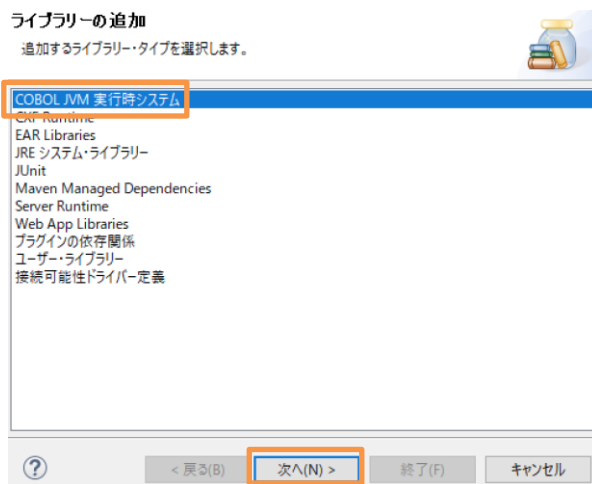 ライブラリーの追加
追加するライブラリー・タイプを選択します。
COBOL JVM 実行時システム
CXF Runtime
EAR Libraries
JRE システム・ライブラリー
JUnit
Maven Managed Dependencies
Server Runtime
Web App Libraries
プラグインの依存関係
ユーザー・ライブラリー
接続可能性ドライバー定義
? < 戻る(B) 次へ(N) > 終了(F) キャンセル